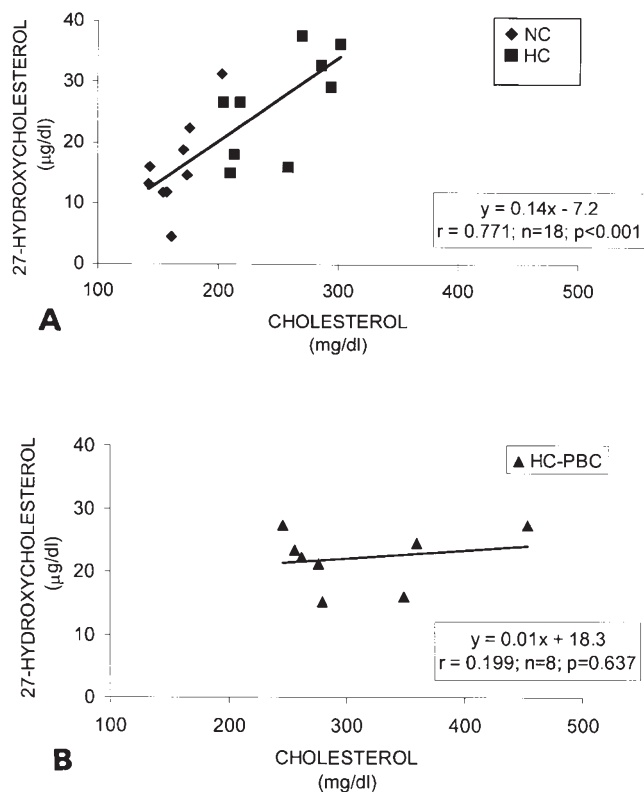 27-HYDROXYCHOLESTEROL
(μg/dl)
40
30
20
10
0
NC
HC
y = 0.14x - 7.2
r = 0.771; n=18; p<0.001
100
200
300
400
500
CHOLESTEROL
(mg/dl)
A
27-HYDROXYCHOLESTEROL
(μg/dl)
40
30
20
10
0
HC-PBC
y = 0.01x + 18.3
r = 0.199; n=8; p=0.637
100
200
300
400
500
CHOLESTEROL
(mg/dl)
B